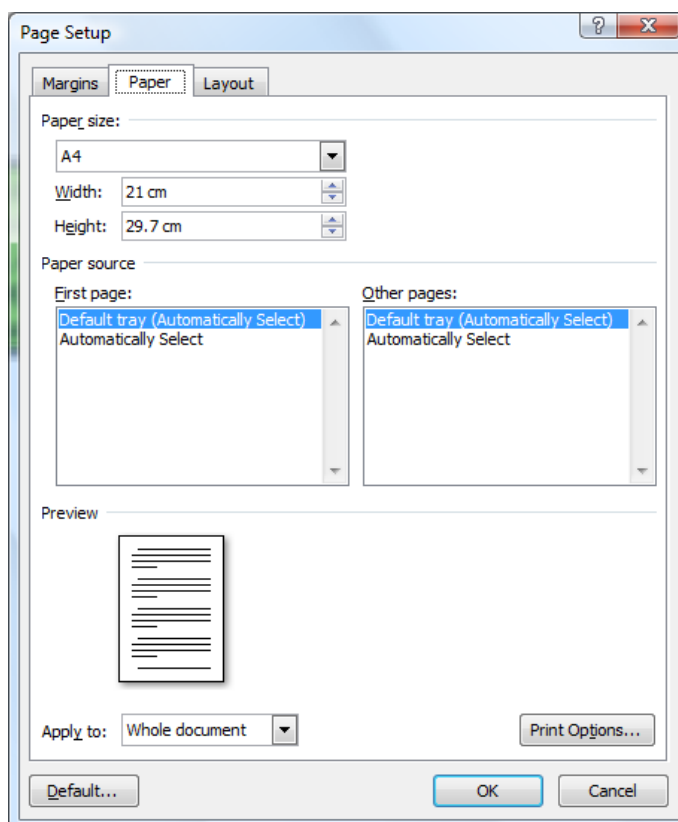 Page Setup
Margins Paper Layout
Paper size:
A4
Width: 21 cm
Height: 29.7 cm
Paper source
First page: Other pages:
Default tray (Automatically Select) Default tray (Automatically Select)
Automatically Select Automatically Select
Preview
Apply to: Whole document Print Options...
Default... OK Cancel